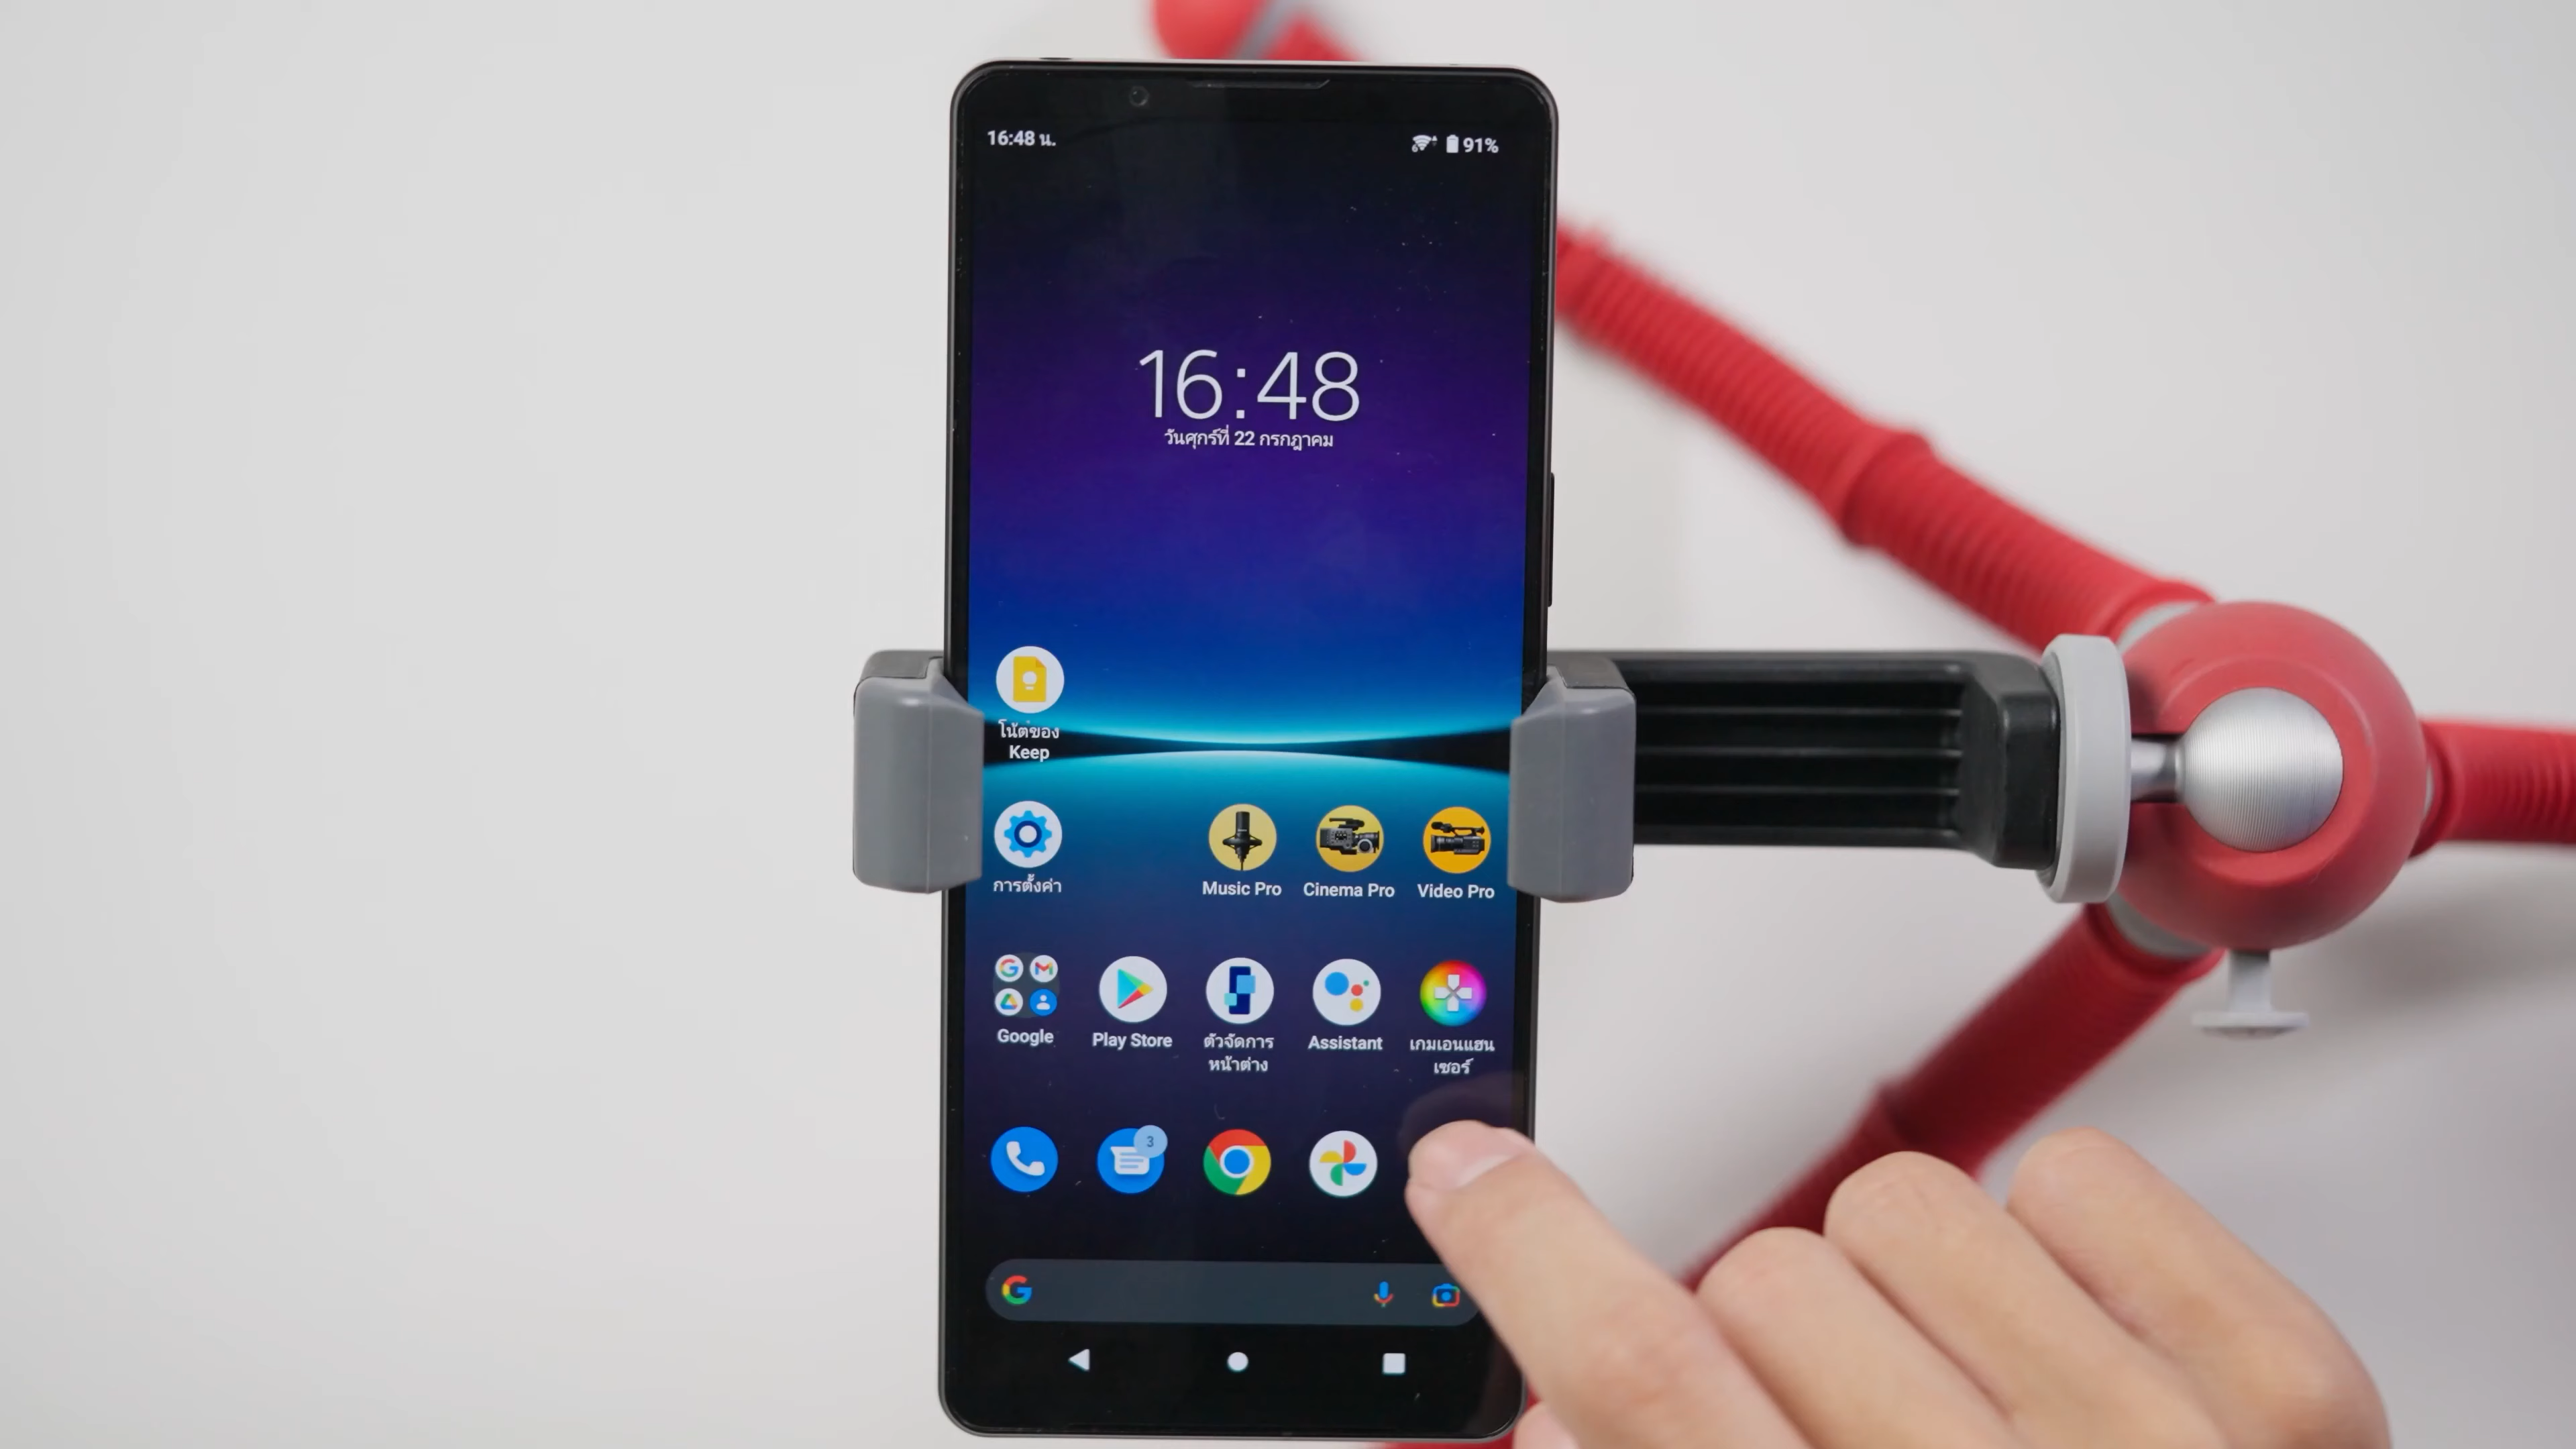 16:48 น.
91%
16:48
วันศุกร์ที่ 22 กรกฎาคม
โน้ตของ
Keep
การตั้งค่า
Music Pro
Cinema Pro
Video Pro
Google
Play Store
ตัวจัดการ
หน้าต่าง
Assistant
เกมเอนแฮน
เซอร์
3